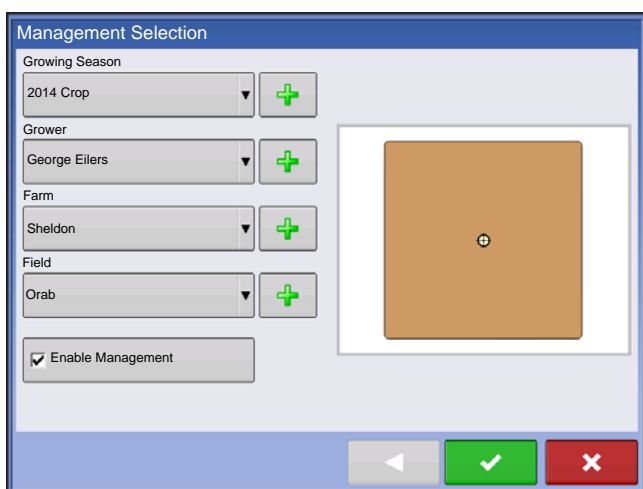 Management Selection
Growing Season
2014 Crop
Grower
George Eilers
Farm
Sheldon
Field
Orab
Enable Management